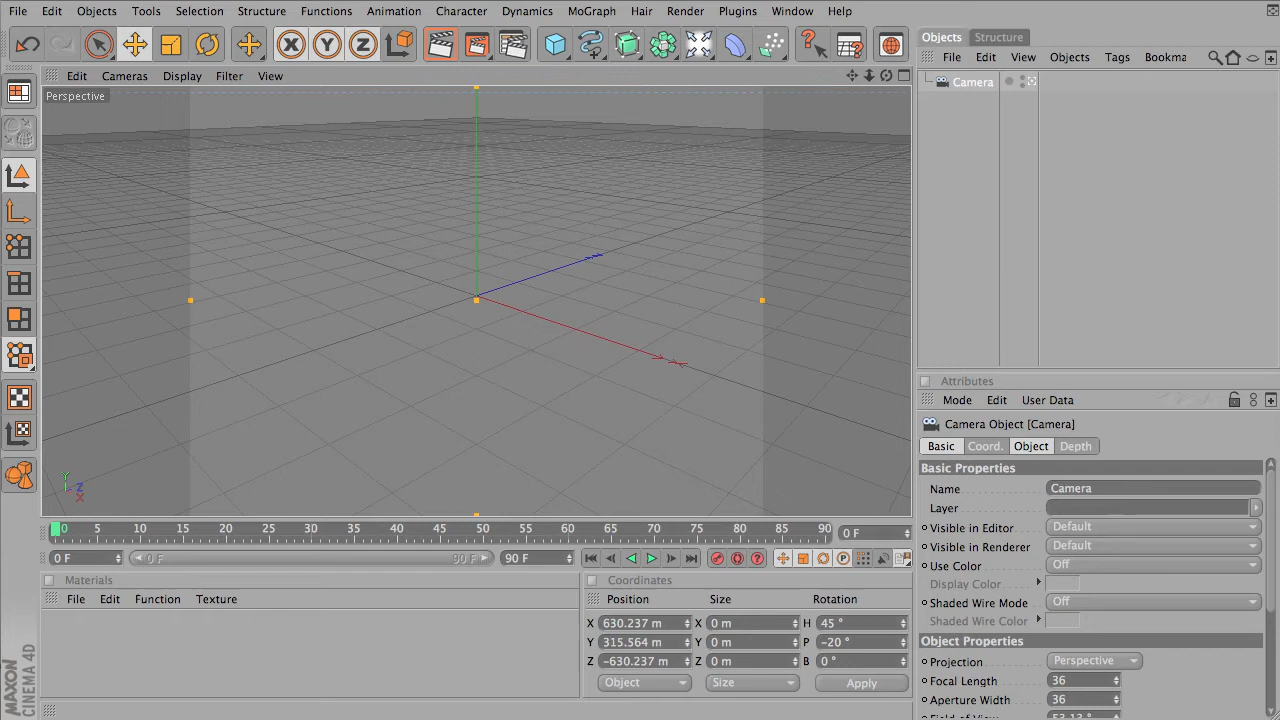 File Edit Objects Tools Selection Structure Functions Animation Character Dynamics MoGraph Hair Render Plugins Window Help
X Y Z
Objects Structure
File Edit View Objects Tags Bookma
Edit Cameras Display Filter View
Perspective
Camera
Y
Z
X
Attributes
Mode Edit User Data
Camera Object [Camera]
Basic Coord. Object Depth
Basic Properties
Name Camera
Layer
Visible in Editor Default
Visible in Renderer Default
Use Color Off
Display Color
Shaded Wire Mode Off
Shaded Wire Color
Object Properties
Projection Perspective
Focal Length 36
Aperture Width 36
Field of View 53.13 °
0 5 10 15 20 25 30 35 40 45 50 55 60 65 70 75 80 85 90 0 F
0 F 0 F 90 F 90 F
Materials
File Edit Function Texture
Coordinates
Position Size Rotation
X 630.237 m X 0 m H 45 °
Y 315.564 m Y 0 m P -20 °
Z -630.237 m Z 0 m B 0 °
Object Size Apply
MAXON
CINEMA 4D